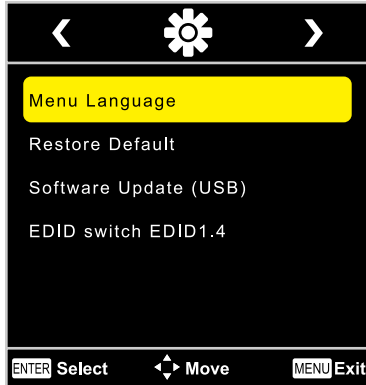 Menu Language
Restore Default
Software Update (USB)
EDID switch EDID1.4
ENTER Select Move MENU Exit